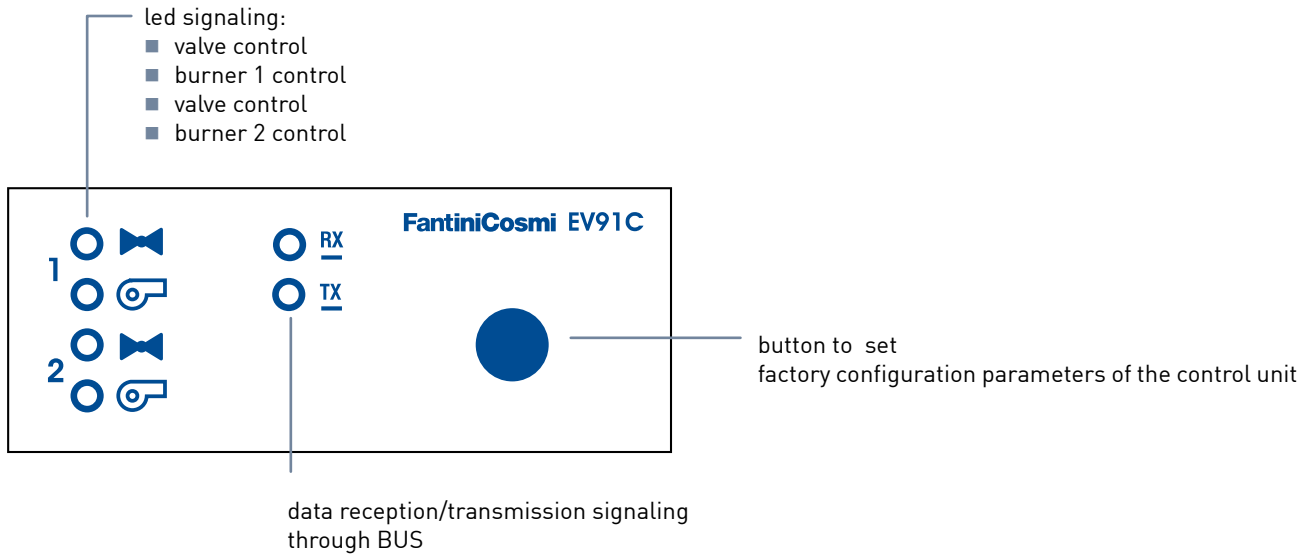 led signaling:
■ valve control
■ burner 1 control
■ valve control
■ burner 2 control
FantiniCosmi EV91C
1
RX
TX
2
button to set
factory configuration parameters of the control unit
data reception/transmission signaling
through BUS